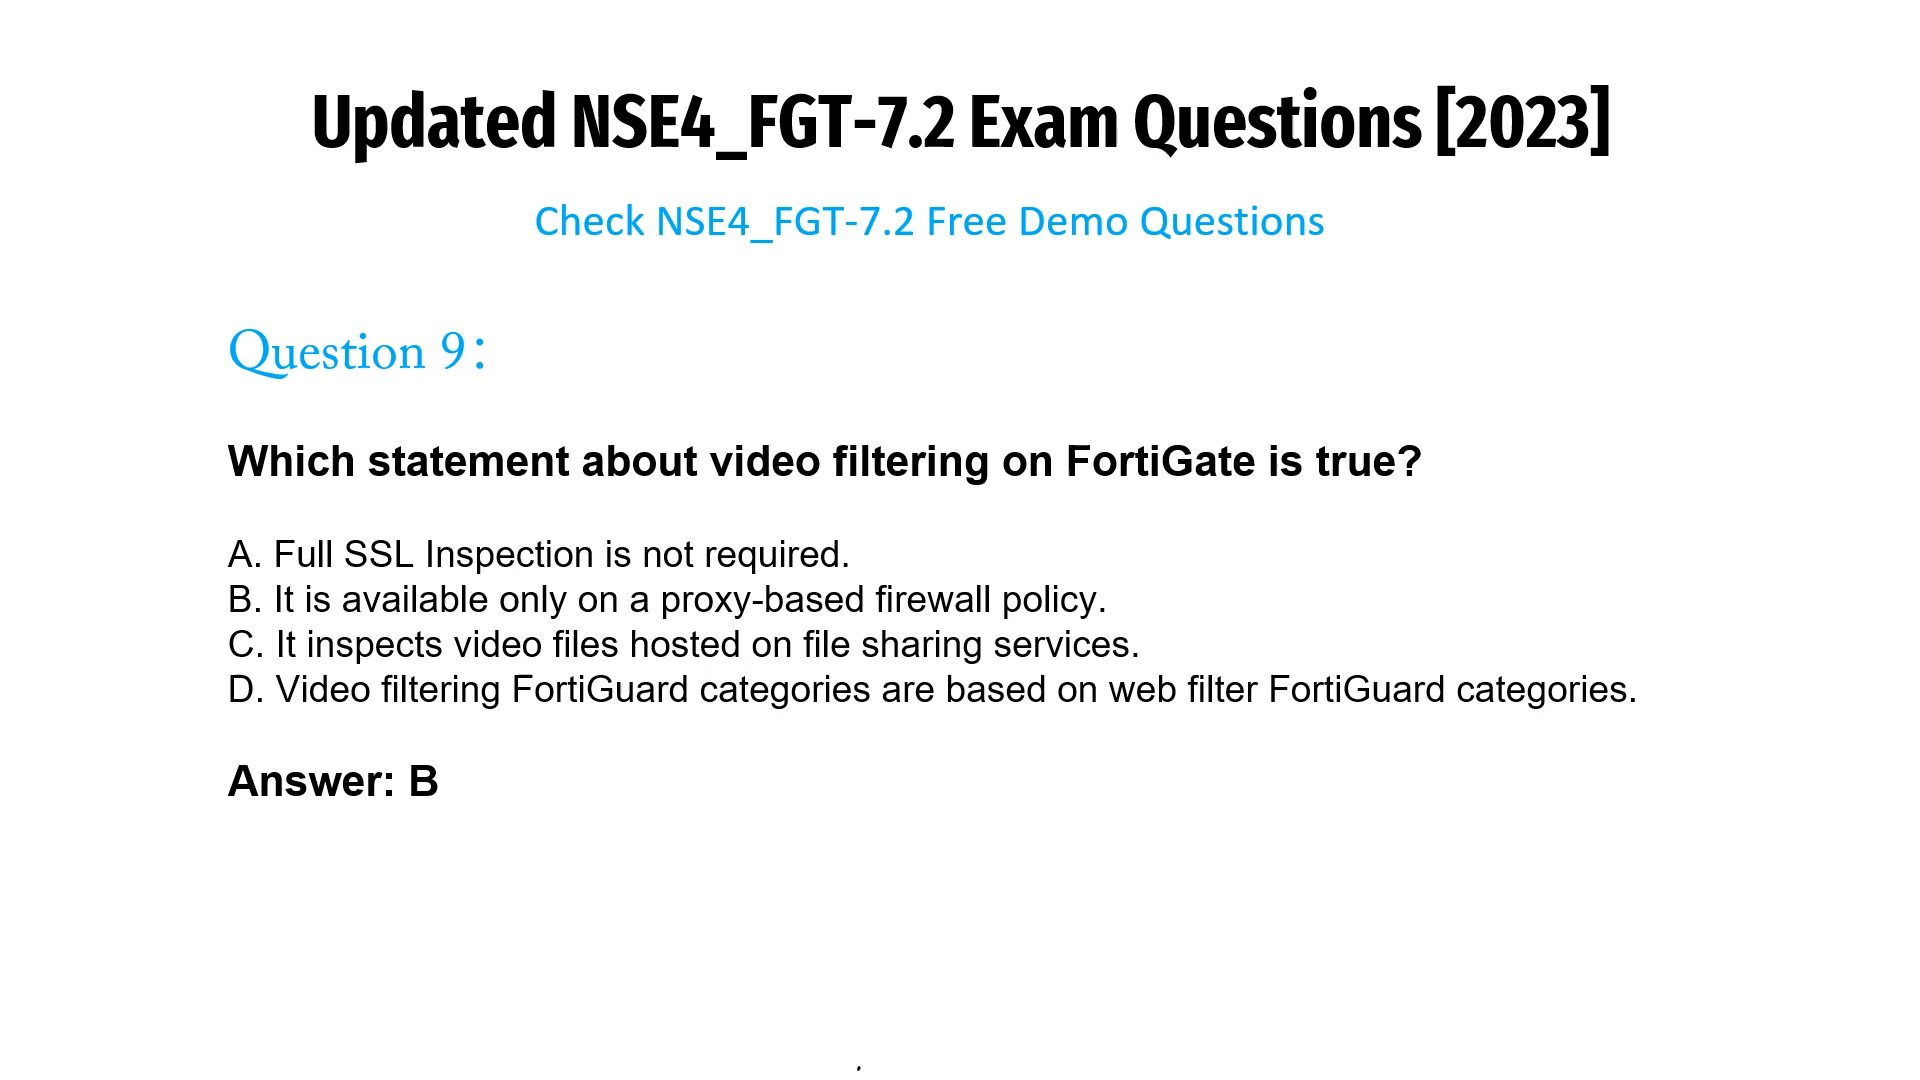 Updated NSE4_FGT-7.2 Exam Questions [2023]
Check NSE4_FGT-7.2 Free Demo Questions
Question 9:
Which statement about video filtering on FortiGate is true?
A. Full SSL Inspection is not required.
B. It is available only on a proxy-based firewall policy.
C. It inspects video files hosted on file sharing services.
D. Video filtering FortiGuard categories are based on web filter FortiGuard categories.
Answer: B